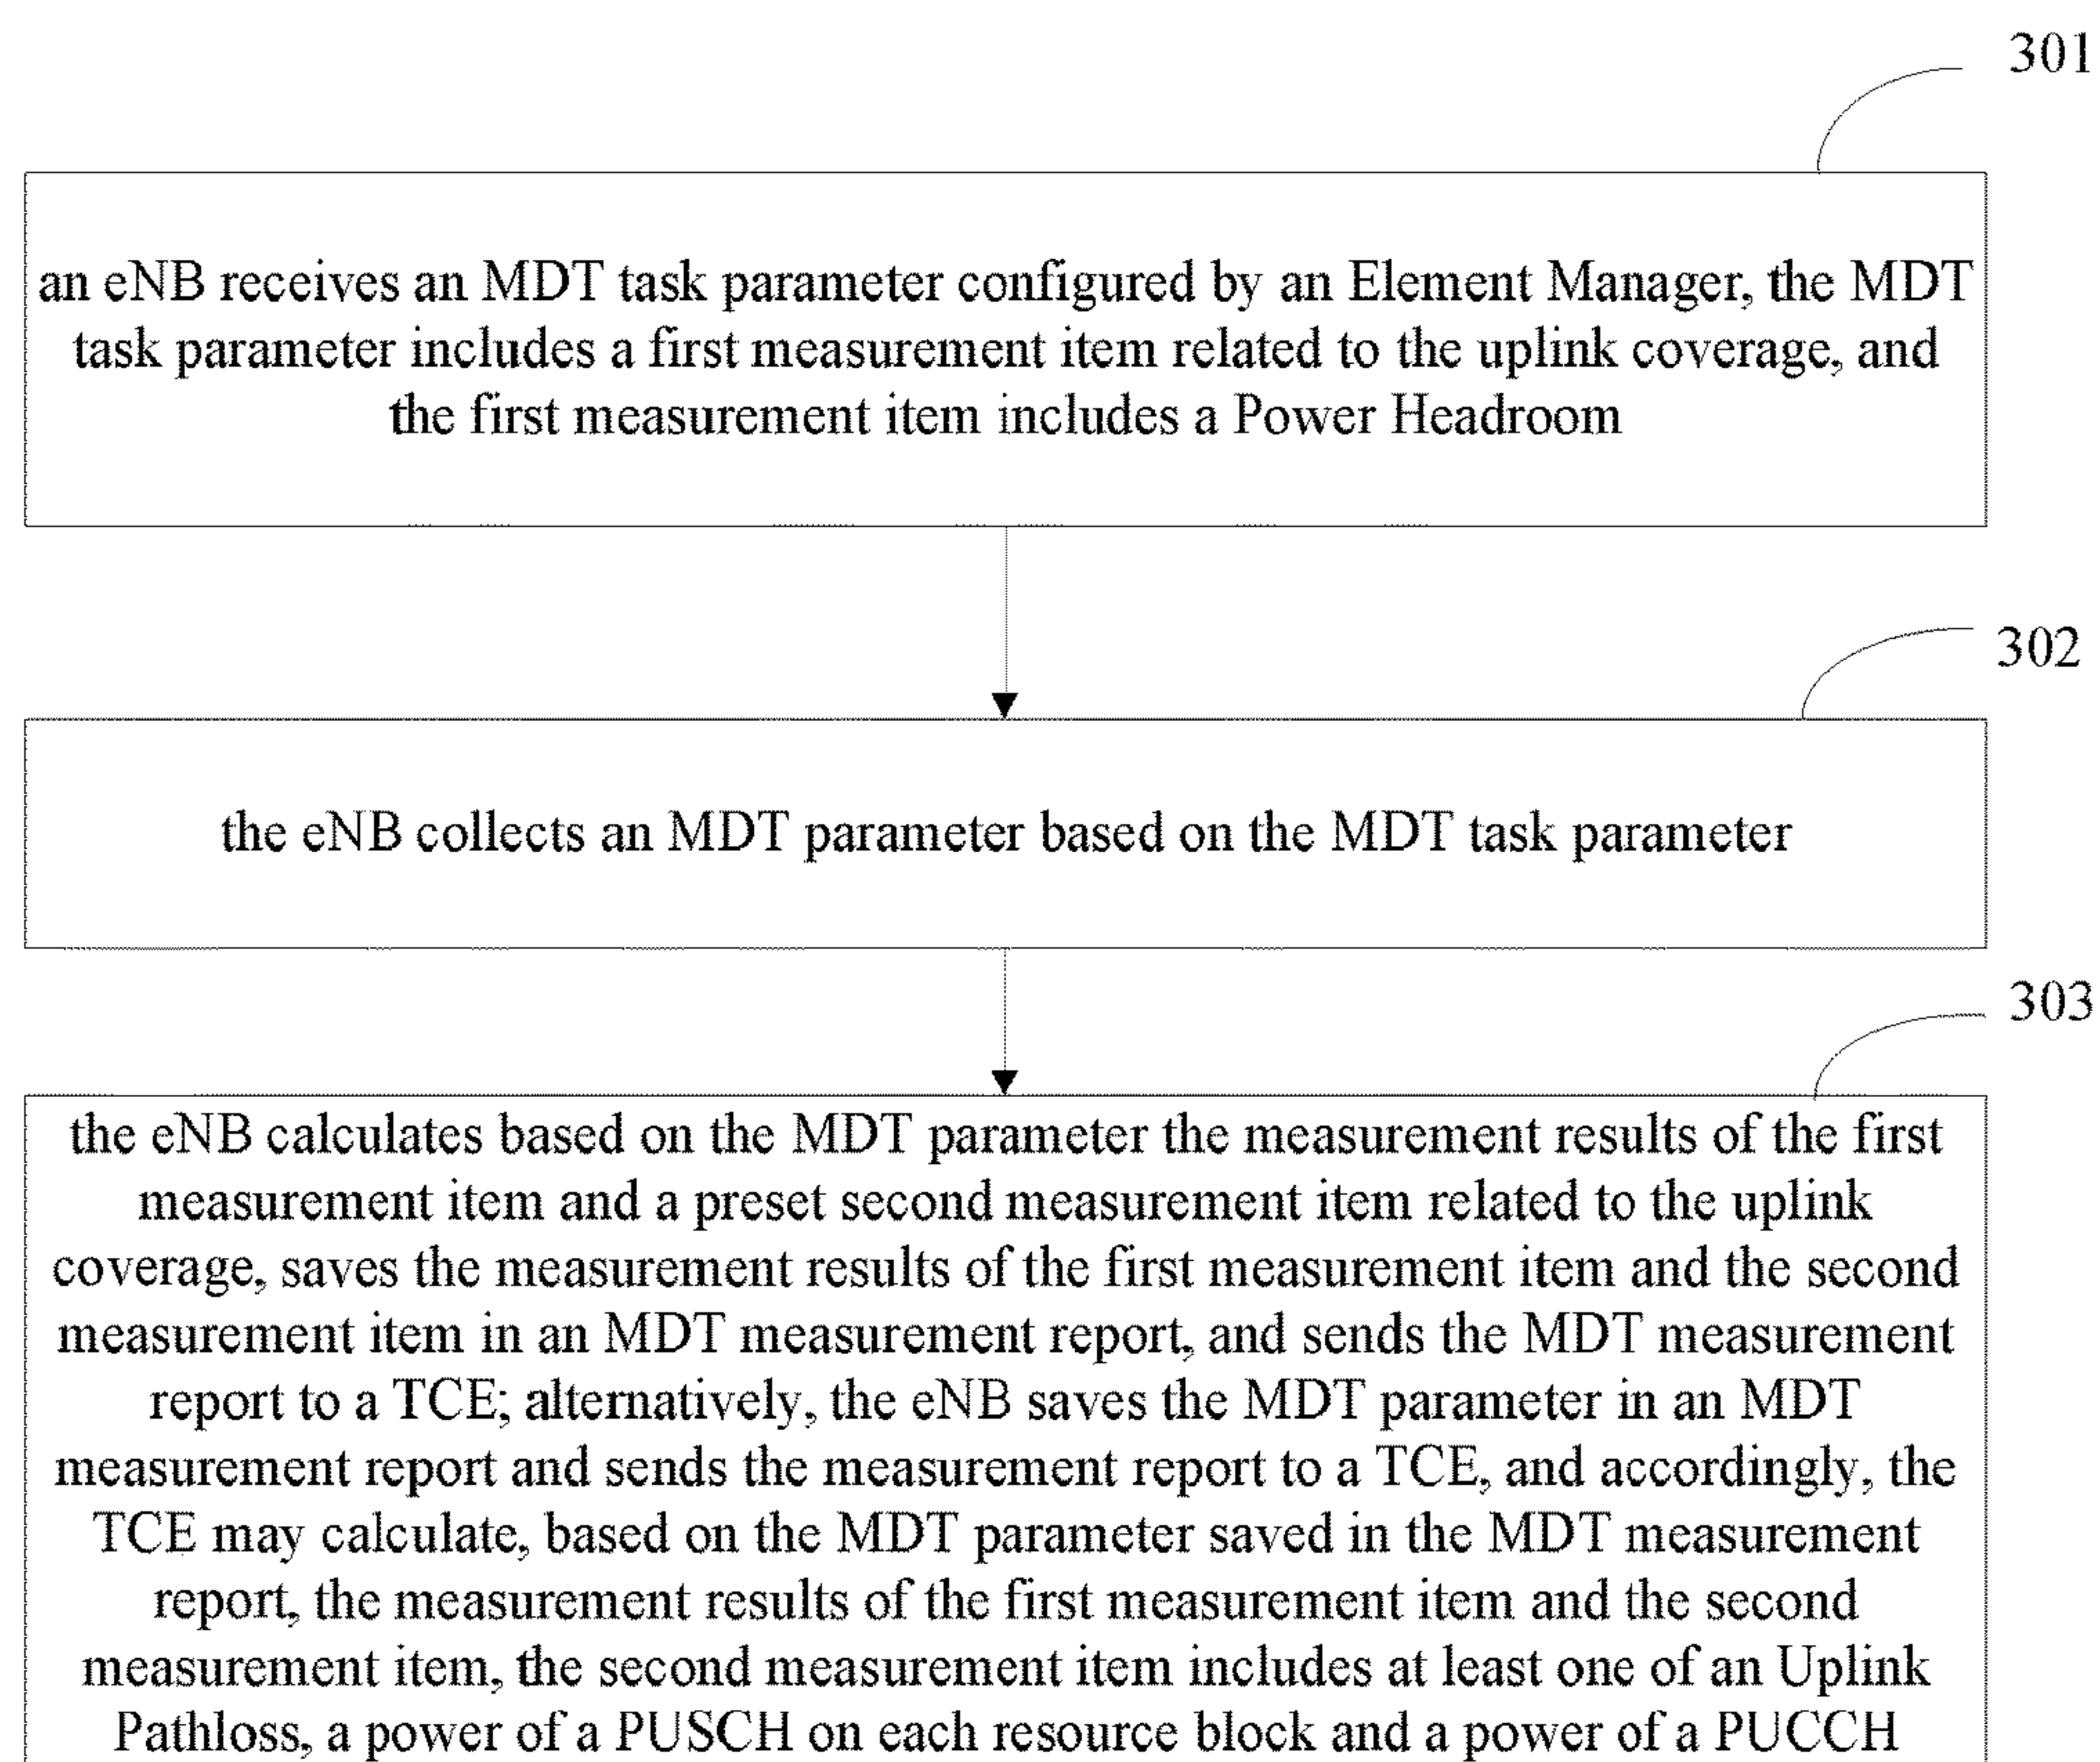 301
an eNB receives an MDT task parameter configured by an Element Manager, the MDT
task parameter includes a first measurement item related to the uplink coverage, and
the first measurement item includes a Power Headroom
302
the eNB collects an MDT parameter based on the MDT task parameter
303
the eNB calculates based on the MDT parameter the measurement results of the first
measurement item and a preset second measurement item related to the uplink
coverage, saves the measurement results of the first measurement item and the second
measurement item in an MDT measurement report, and sends the MDT measurement
report to a TCE; alternatively, the eNB saves the MDT parameter in an MDT
measurement report and sends the measurement report to a TCE, and accordingly, the
TCE may calculate, based on the MDT parameter saved in the MDT measurement
report, the measurement results of the first measurement item and the second
measurement item, the second measurement item includes at least one of an Uplink
Pathloss, a power of a PUSCH on each resource block and a power of a PUCCH